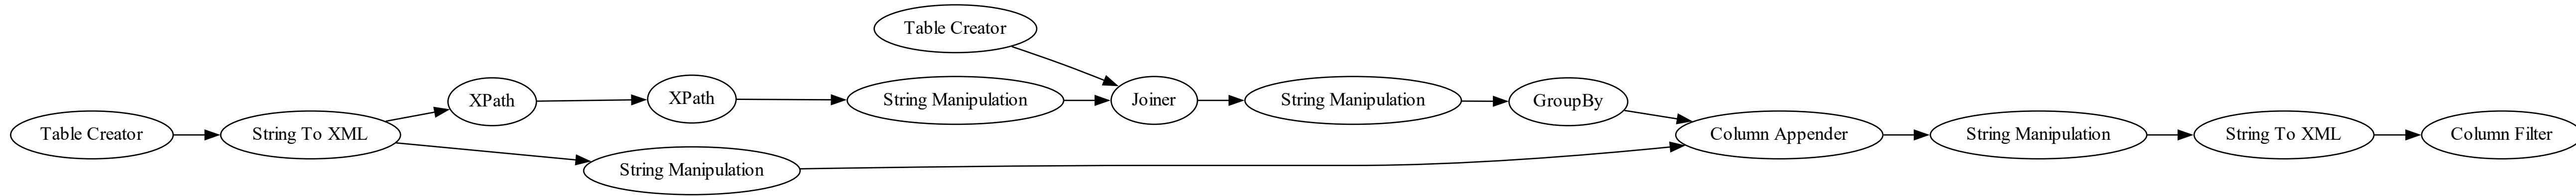 Table Creator
String To XML
XPath
XPath
String Manipulation
Table Creator
Joiner
String Manipulation
GroupBy
String Manipulation
Column Appender
String Manipulation
String To XML
Column Filter